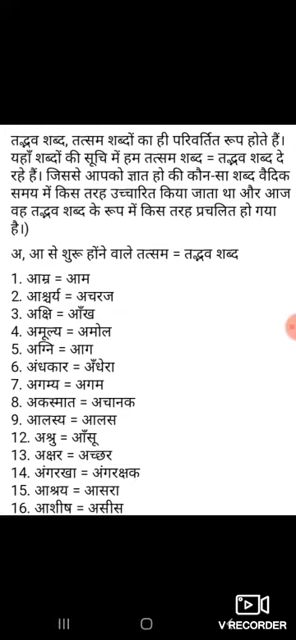 तद्भव शब्द, तत्सम शब्दों का ही परिवर्तित रूप होते हैं।
यहाँ शब्दों की सूचि में हम तत्सम शब्द = तद्भव शब्द दे
रहे हैं। जिससे आपको ज्ञात हो की कौन-सा शब्द वैदिक
समय में किस तरह उच्चारित किया जाता था और आज
वह तद्भव शब्द के रूप में किस तरह प्रचलित हो गया
है।)
अ, आ से शुरू होंने वाले तत्सम = तद्भव शब्द
1. आम्र = आम
2. आश्चर्य = अचरज
3. अक्षि = आँख
4. अमूल्य = अमोल
5. अग्नि = आग
6. अंधकार = अँधेरा
7. अगम्य = अगम
8. अकस्मात = अचानक
9. आलस्य = आलस
12. अश्रु = आँसू
13. अक्षर = अच्छर
14. अंगरखा = अंगरक्षक
15. आश्रय = आसरा
16. आशीष = असीस
V RECORDER